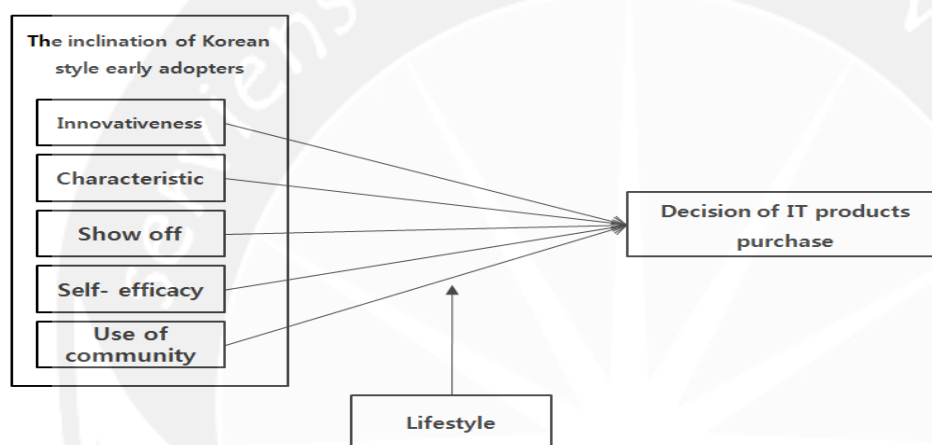 The inclination of Korean
style early adopters
Innovativeness
Characteristic
Show off
Self- efficacy
Use of
community
Decision of IT products
purchase
Lifestyle
serviens